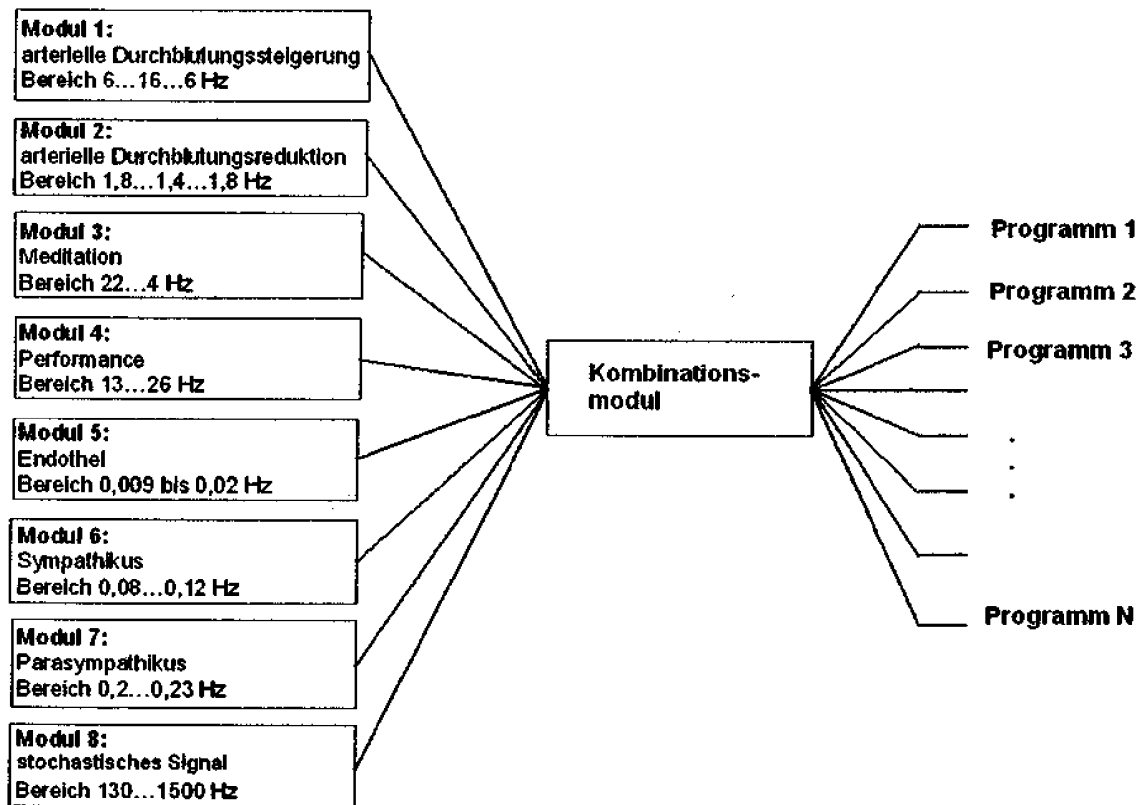 Modul 1:
arterielle Durchblutungssteigerung
Bereich 6...16...6 Hz
Modul 2:
arterielle Durchblutungsreduktion
Bereich 1,8...1,4...1,8 Hz
Modul 3:
Meditation
Bereich 22...4 Hz
Modul 4:
Performance
Bereich 13...26 Hz
Modul 5:
Endothel
Bereich 0,009 bis 0,02 Hz
Modul 6:
Sympathikus
Bereich 0,08...0,12 Hz
Modul 7:
Parasympathikus
Bereich 0,2...0,23 Hz
Modul 8:
stochastisches Signal
Bereich 130...1500 Hz
Kombinations-
modul
Programm 1
Programm 2
Programm 3
.
.
.
Programm N